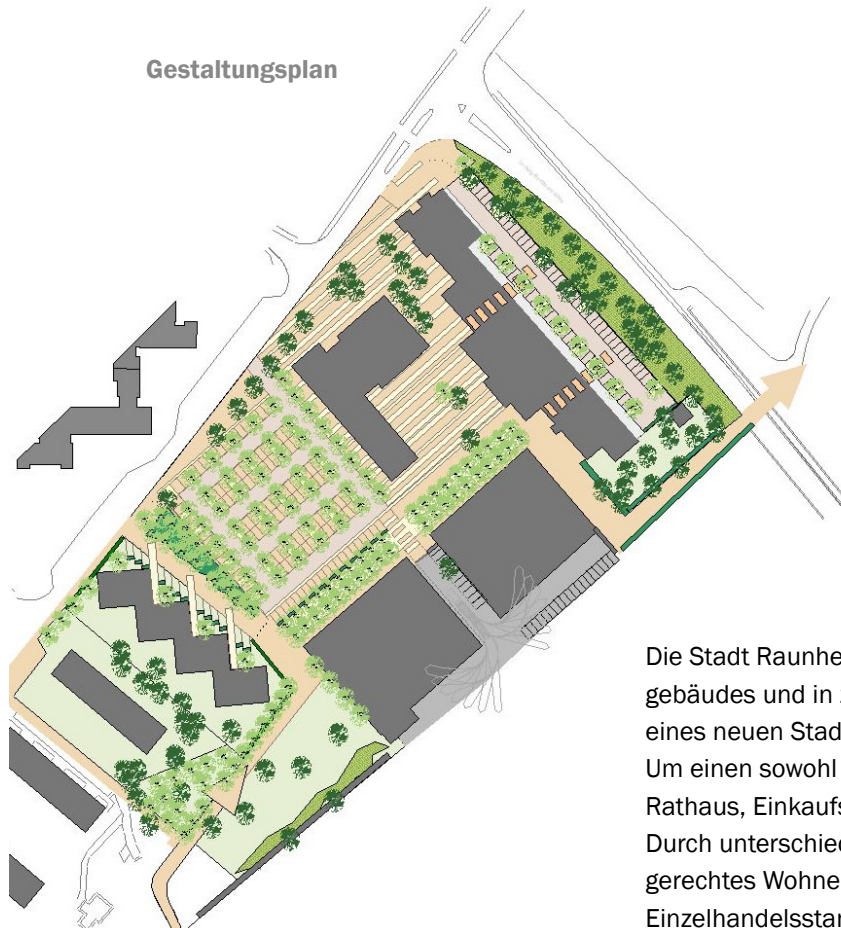 Gestaltungsplan
Die Stadt Raunhe
gebäudes und in
eines neuen Stad
Um einen sowohl
Rathaus, Einkaufs
Durch unterschied
gerechtes Wohne
Einzelhandelsstar